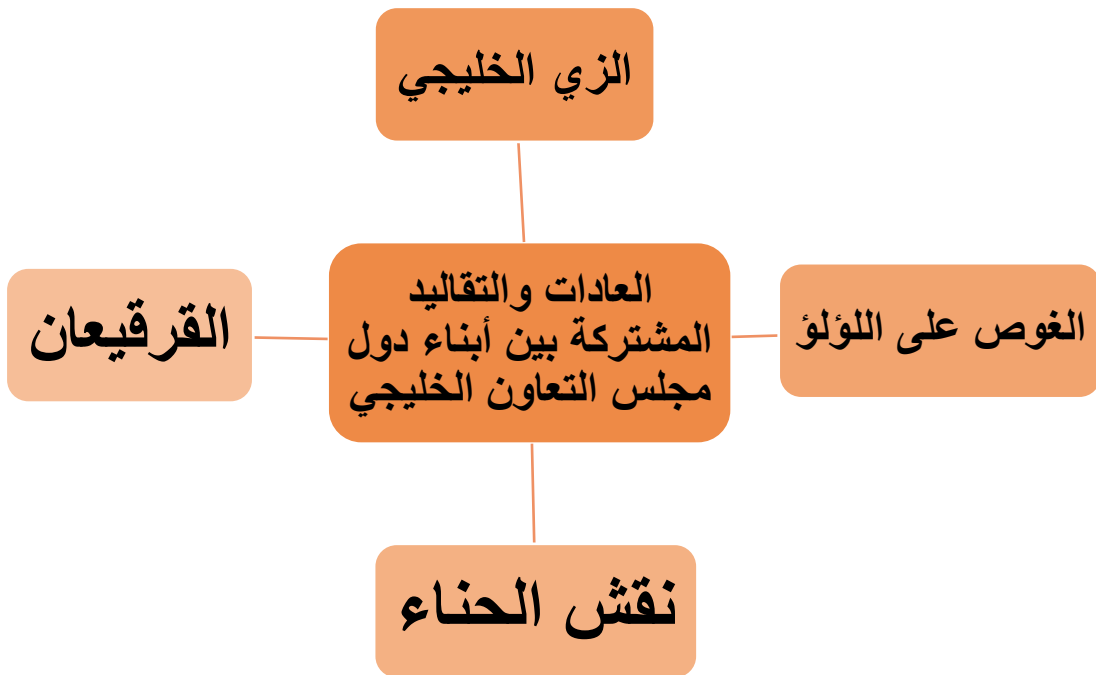 الزي الخليجي
العادات والتقاليد
المشتركة بين أبناء دول
مجلس التعاون الخليجي
الغوص على اللؤلؤ
القرقيعان
نقش الحناء